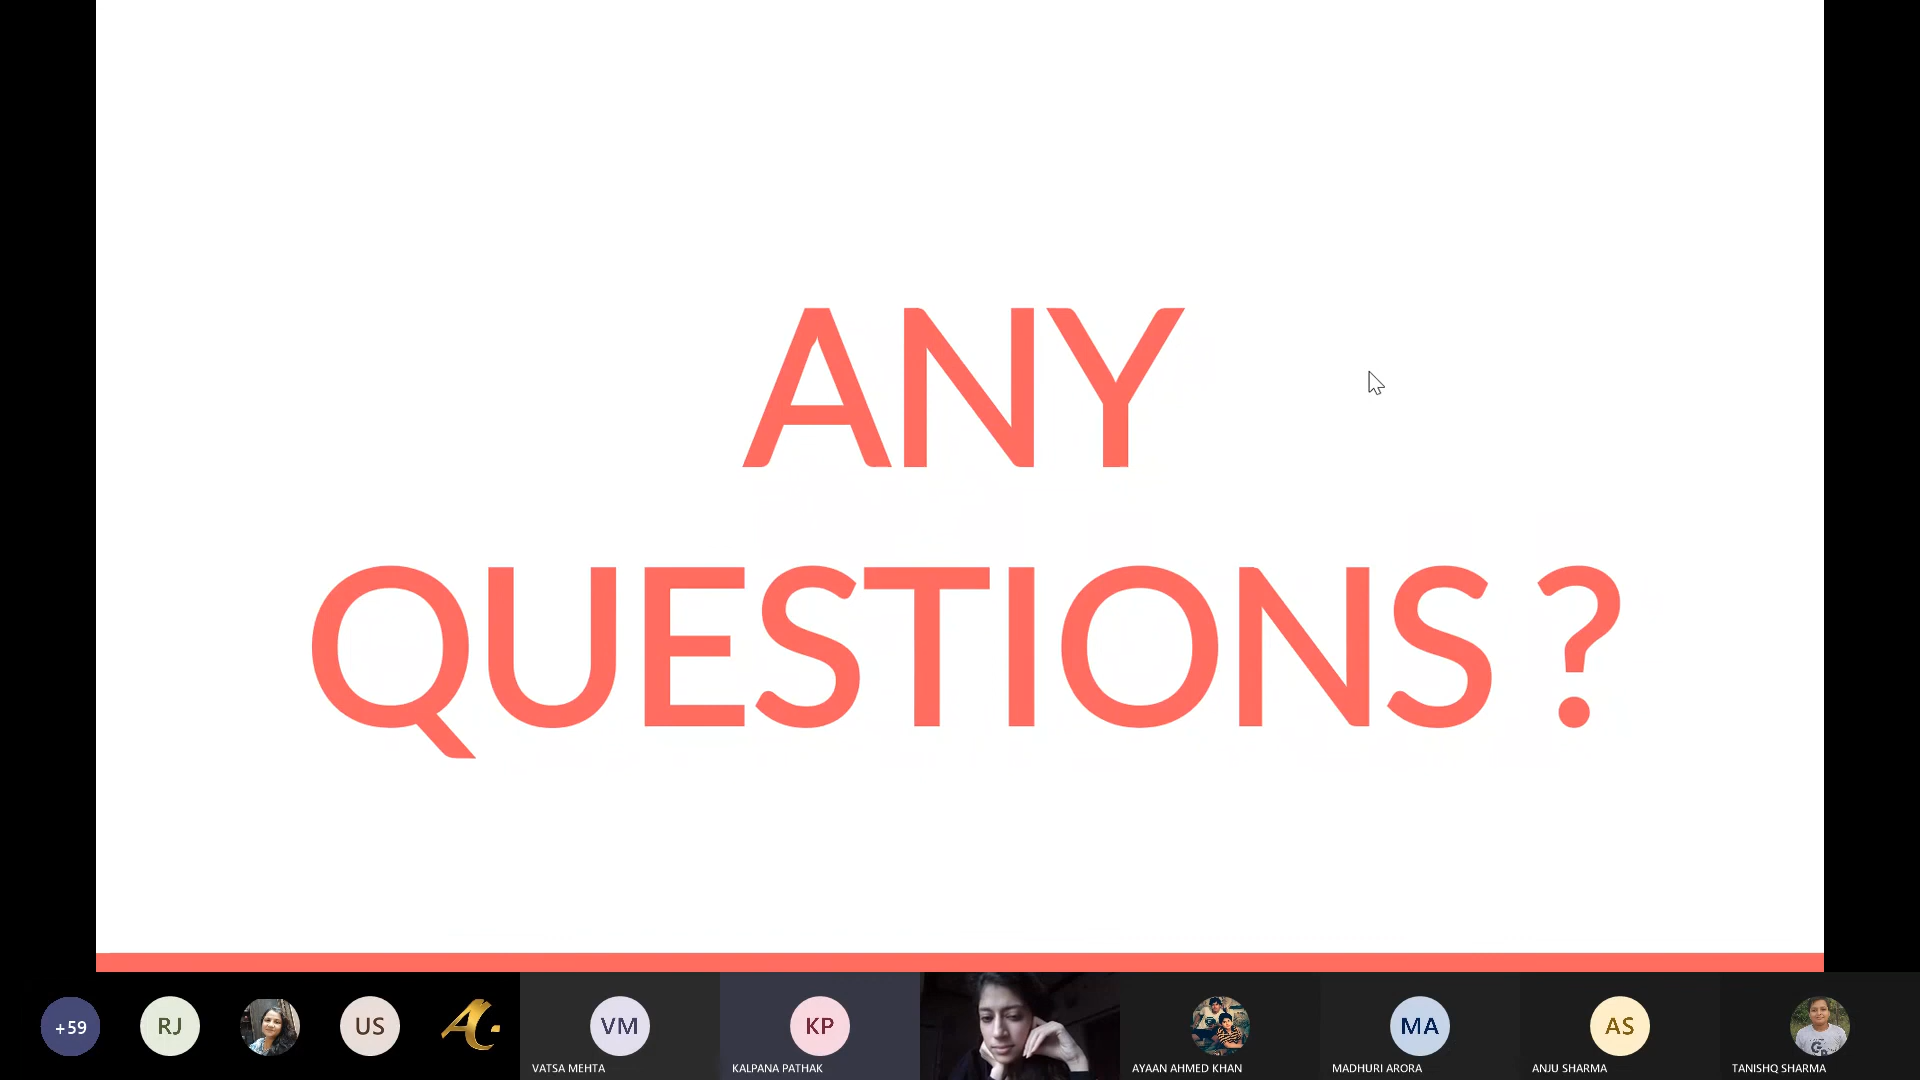 ANY
QUESTIONS ?
+59
RJ
US
AC.
VM
KP
MA
AS
VATSA MEHTA
KALPANA PATHAK
AYAAN AHMED KHAN
MADHURI ARORA
ANJU SHARMA
TANISHQ SHARMA